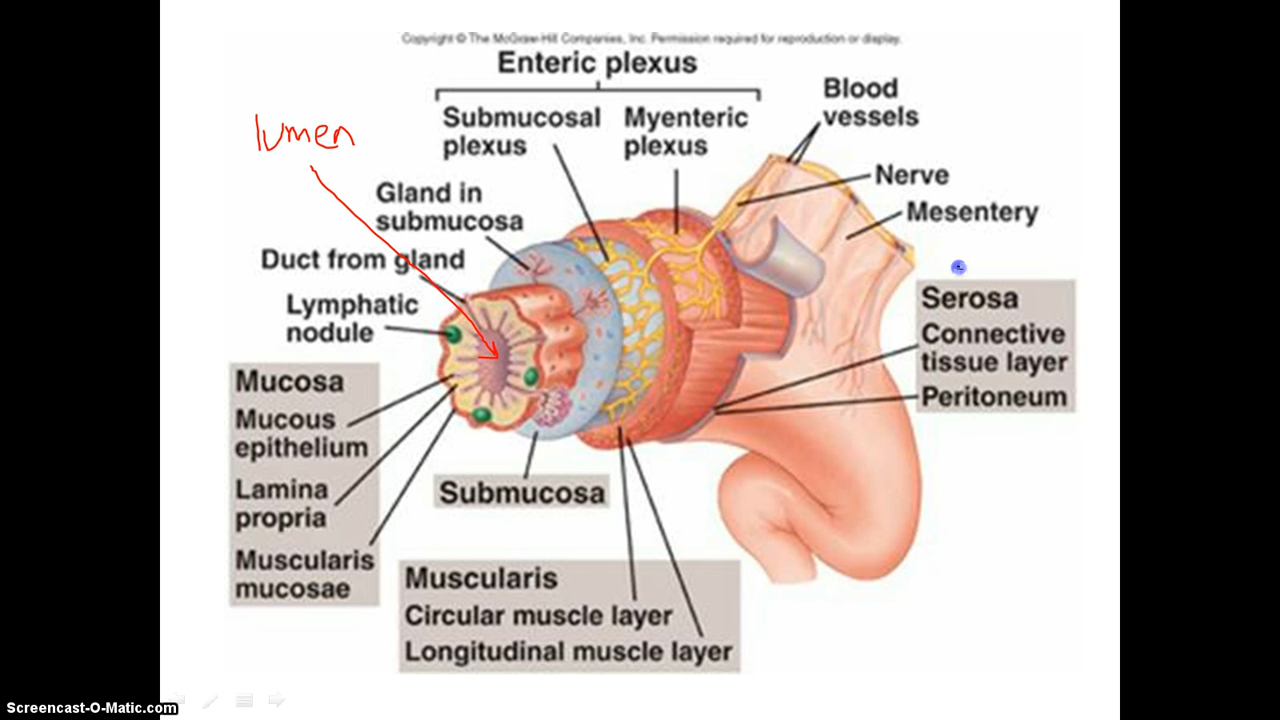 Copyright © The McGraw-Hill Companies, Inc. Permission required for reproduction or display.
Enteric plexus
Submucosal
plexus
Myenteric
plexus
Blood
vessels
lumen
Nerve
Gland in
submucosa
Mesentery
Duct from gland
Lymphatic
nodule
Serosa
Connective
tissue layer
Peritoneum
Mucosa
Mucous
epithelium
Lamina
propria
Muscularis
mucosae
Submucosa
Muscularis
Circular muscle layer
Longitudinal muscle layer
Screencast-O-Matic.com